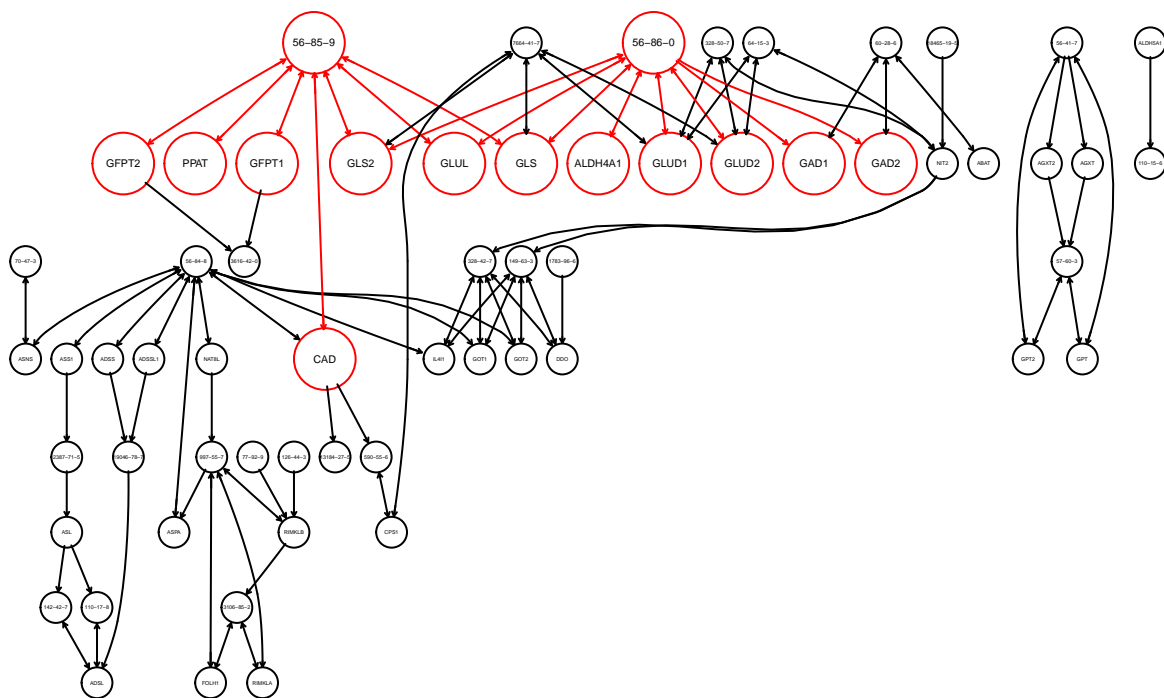 56−85−9
7664−41−7
56−86−0
328−50−7
64−15−3
60−28−6
18465−19−5
56−41−7
ALDH5A1
GFPT2
PPAT
GFPT1
GLS2
GLUL
GLS
ALDH4A1
GLUD1
GLUD2
GAD1
GAD2
NIT2
ABAT
AGXT2
AGXT
110−15−6
70−47−3
56−84−8
3616−42−0
328−42−7
149−63−3
1783−96−6
57−60−3
ASNS
ASS1
ADSS
ADSSL1
NAT8L
CAD
IL4I1
GOT1
GOT2
DDO
GPT2
GPT
2387−71−5
19046−78−7
997−55−7
77−92−9
126−44−3
13184−27−5
590−55−6
ASL
ASPA
RIMKLB
CPS1
142−42−7
110−17−8
3106−85−2
ADSL
FOLH1
RIMKLA